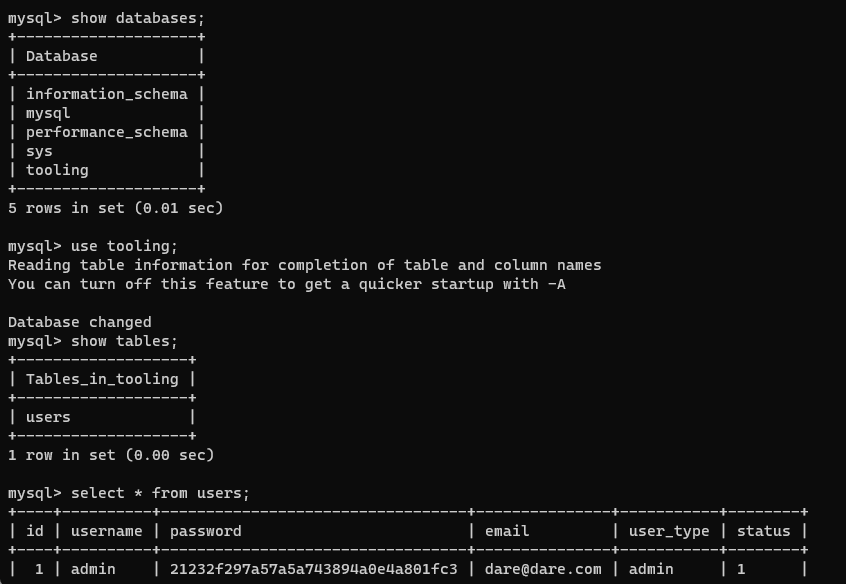 mysql> show databases;
+--------------------+
| Database           |
+--------------------+
| information_schema |
| mysql              |
| performance_schema |
| sys                |
| tooling            |
+--------------------+
5 rows in set (0.01 sec)
mysql> use tooling;
Reading table information for completion of table and column names
You can turn off this feature to get a quicker startup with -A
Database changed
mysql> show tables;
+-------------------+
| Tables_in_tooling |
+-------------------+
| users             |
+-------------------+
1 row in set (0.00 sec)
mysql> select * from users;
+----+----------+----------------------------------+---------------+-----------+--------+
| id | username | password                         | email         | user_type | status |
+----+----------+----------------------------------+---------------+-----------+--------+
|  1 | admin    | 21232f297a57a5a743894a0e4a801fc3 | dare@dare.com | admin     | 1      |